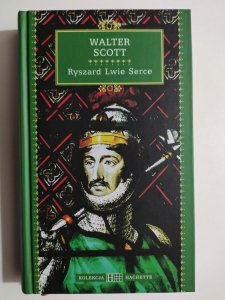 WALTER
SCOTT
Ryszard Lwie Serce
KOLEKCJA H HACHETTE